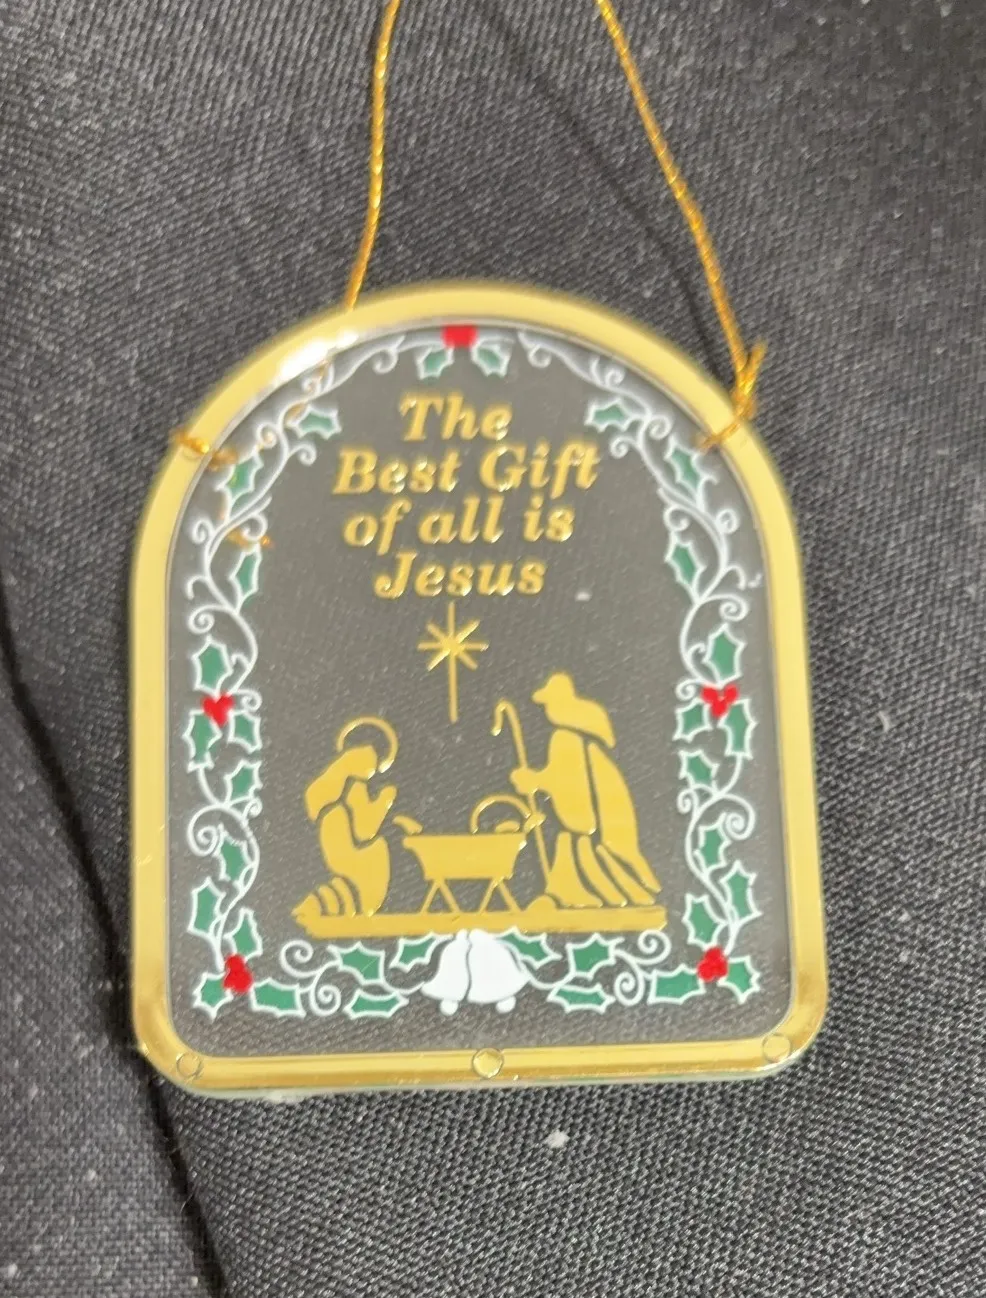 The
Best Gift
of all is
Jesus